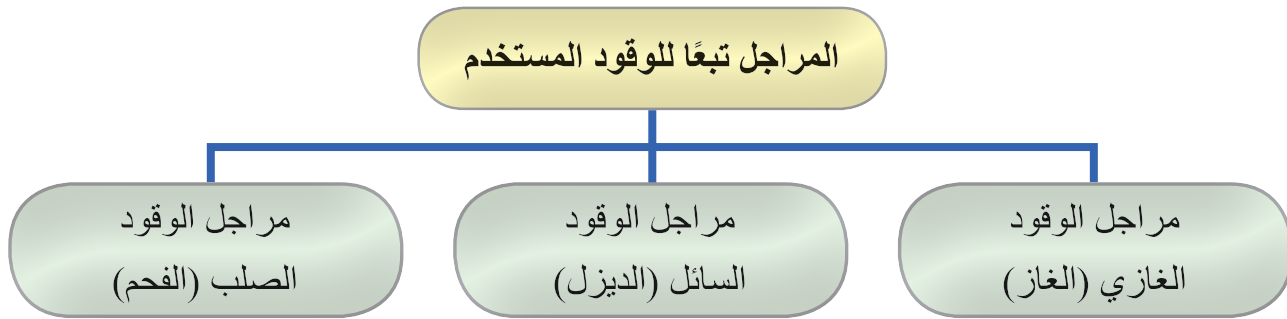 المراجل تبعًا للوقود المستخدم
مراجل الوقود
الغازي (الغاز)
مراجل الوقود
السائل (الديزل)
مراجل الوقود
الصلب (الفحم)